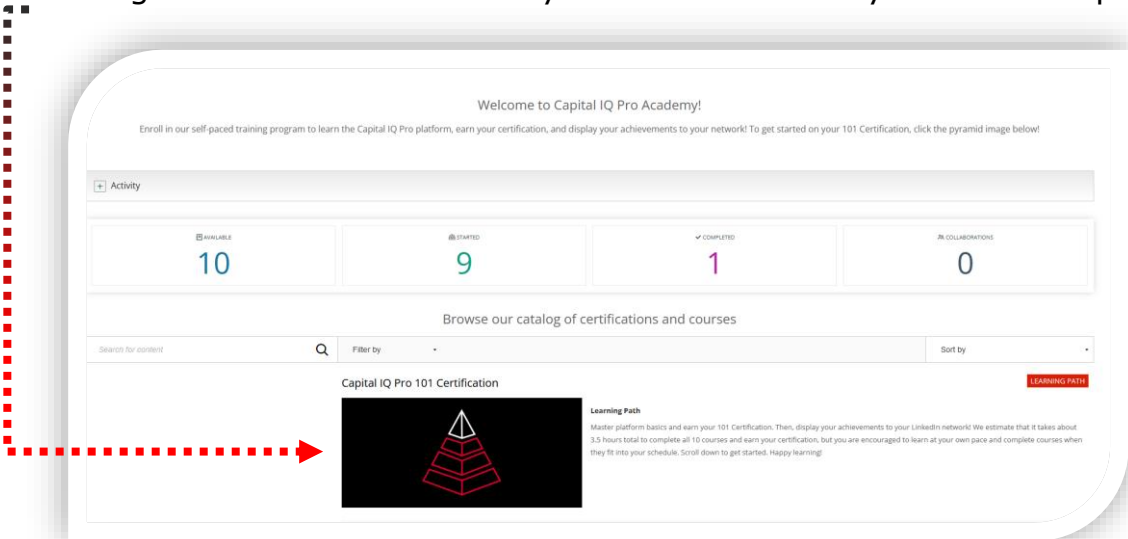 Welcome to Capital IQ Pro Academy!
Enroll in our self-paced training program to learn the Capital IQ Pro platform, earn your certification, and display your achievements to your network! To get started on your 101 Certification, click the pyramid image below!
Activity
AVAILABLE
10
STARTED
9
COMPLETED
1
COLLABORATIONS
0
Browse our catalog of certifications and courses
Search for content
Filter by
Sort by
Capital IQ Pro 101 Certification
LEARNING PATH
Learning Path
Master platform basics and earn your 101 Certification. Then, display your achievements to your LinkedIn network! We estimate that it takes about
3.5 hours total to complete all 10 courses and earn your certification, but you are encouraged to learn at your own pace and complete courses when
they fit into your schedule. Scroll down to get started. Happy learning!